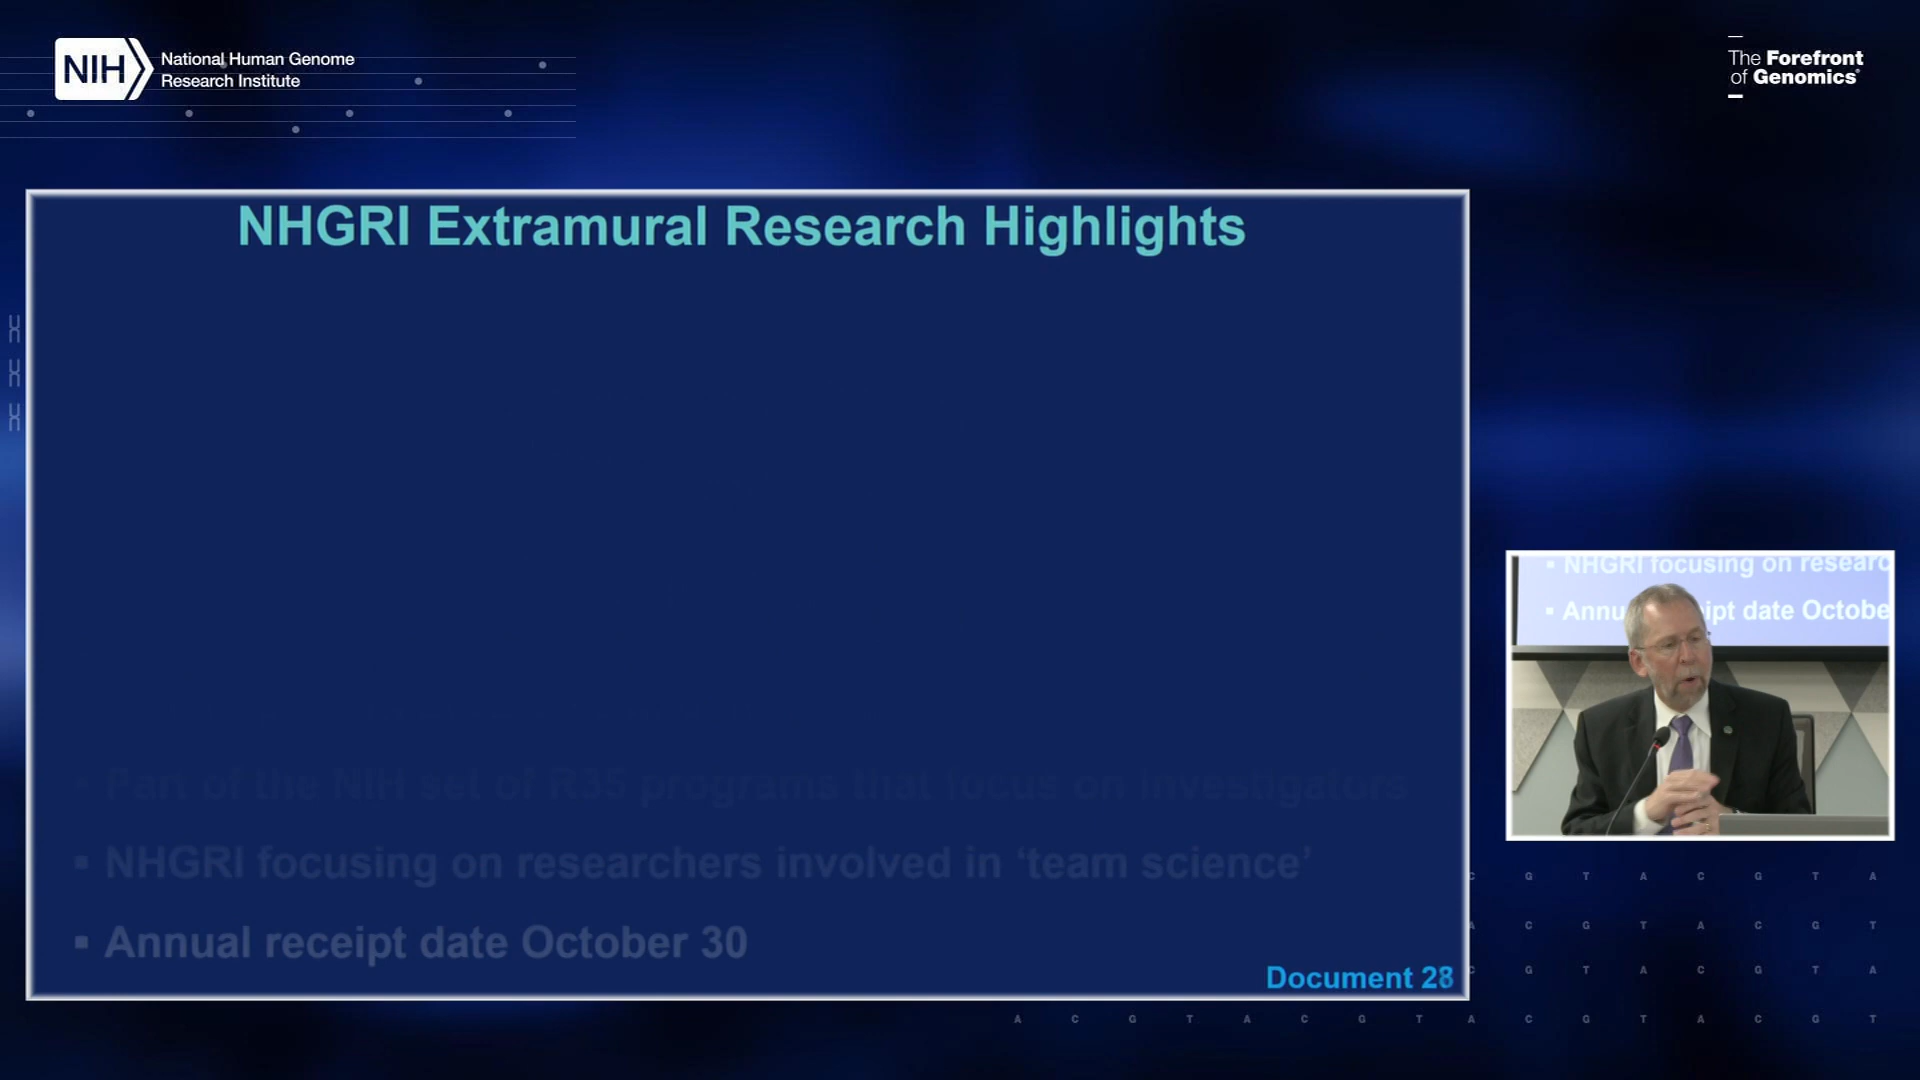 NIH
National Human Genome
Research Institute
The Forefront
of Genomics®
NHGRI Extramural Research Highlights
▪ Part of the NIH set of R35 programs that focus on investigators
▪ NHGRI focusing on researchers involved in ‘team science’
▪ Annual receipt date October 30
Document 28
▪ NHGRI focusing on researc
▪ Annu ipt date Octobe
C G T A C G T A
A C G T A C G T
C G T A C G T A
A C G T A C G T A C G T A C G T